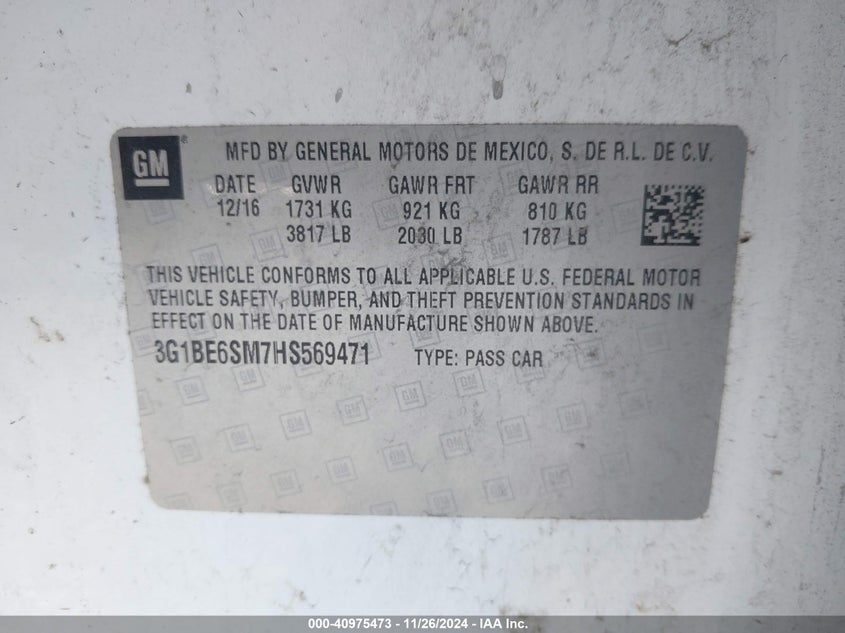 GM ®
MFD BY GENERAL MOTORS DE MEXICO, S. DE R.L. DE C.V.
DATE GVWR GAWR FRT GAWR RR
12/16 1731 KG 921 KG 810 KG
3817 LB 2030 LB 1787 LB
THIS VEHICLE CONFORMS TO ALL APPLICABLE U.S. FEDERAL MOTOR
VEHICLE SAFETY, BUMPER, AND THEFT PREVENTION STANDARDS IN
EFFECT ON THE DATE OF MANUFACTURE SHOWN ABOVE.
3G1BE6SM7HS569471 TYPE: PASS CAR
000-40975473 - 11/26/2024 - IAA Inc.